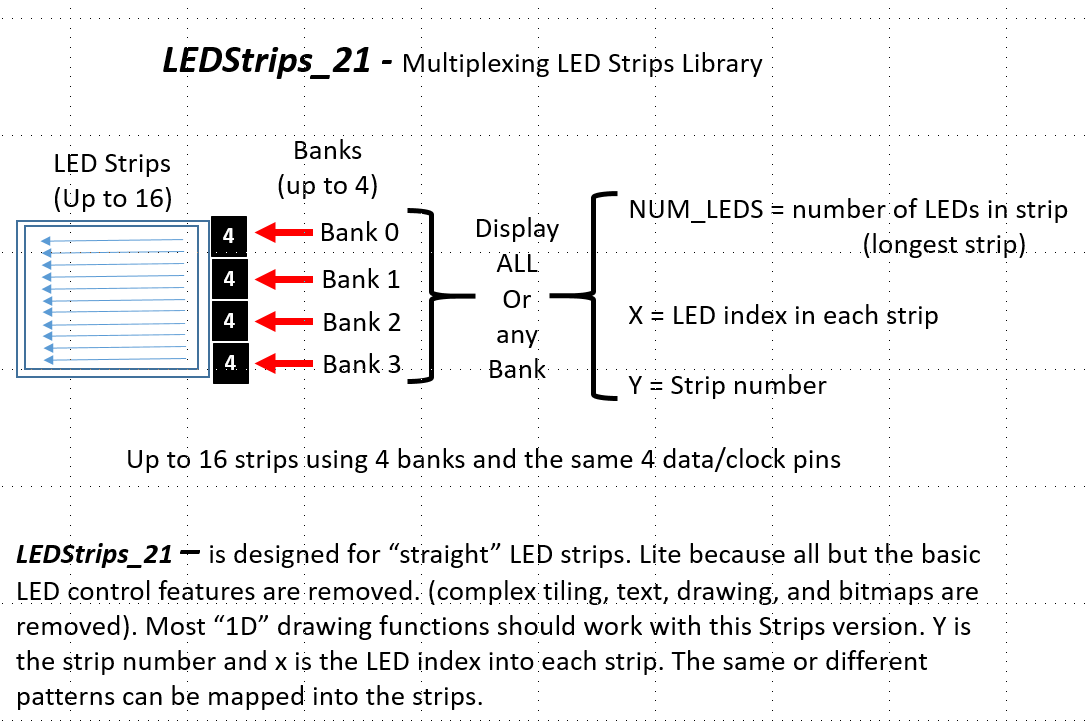 LEDStrips_21 - Multiplexing LED Strips Library
LED Strips
(Up to 16)
Banks
(up to 4)
4
Bank 0
4
Bank 1
4
Bank 2
4
Bank 3
Display
ALL
Or
any
Bank
NUM_LEDS = number of LEDs in strip
(longest strip)
X = LED index in each strip
Y = Strip number
Up to 16 strips using 4 banks and the same 4 data/clock pins
LEDStrips_21 – is designed for “straight” LED strips. Lite because all but the basic
LED control features are removed. (complex tiling, text, drawing, and bitmaps are
removed). Most “1D” drawing functions should work with this Strips version. Y is
the strip number and x is the LED index into each strip. The same or different
patterns can be mapped into the strips.